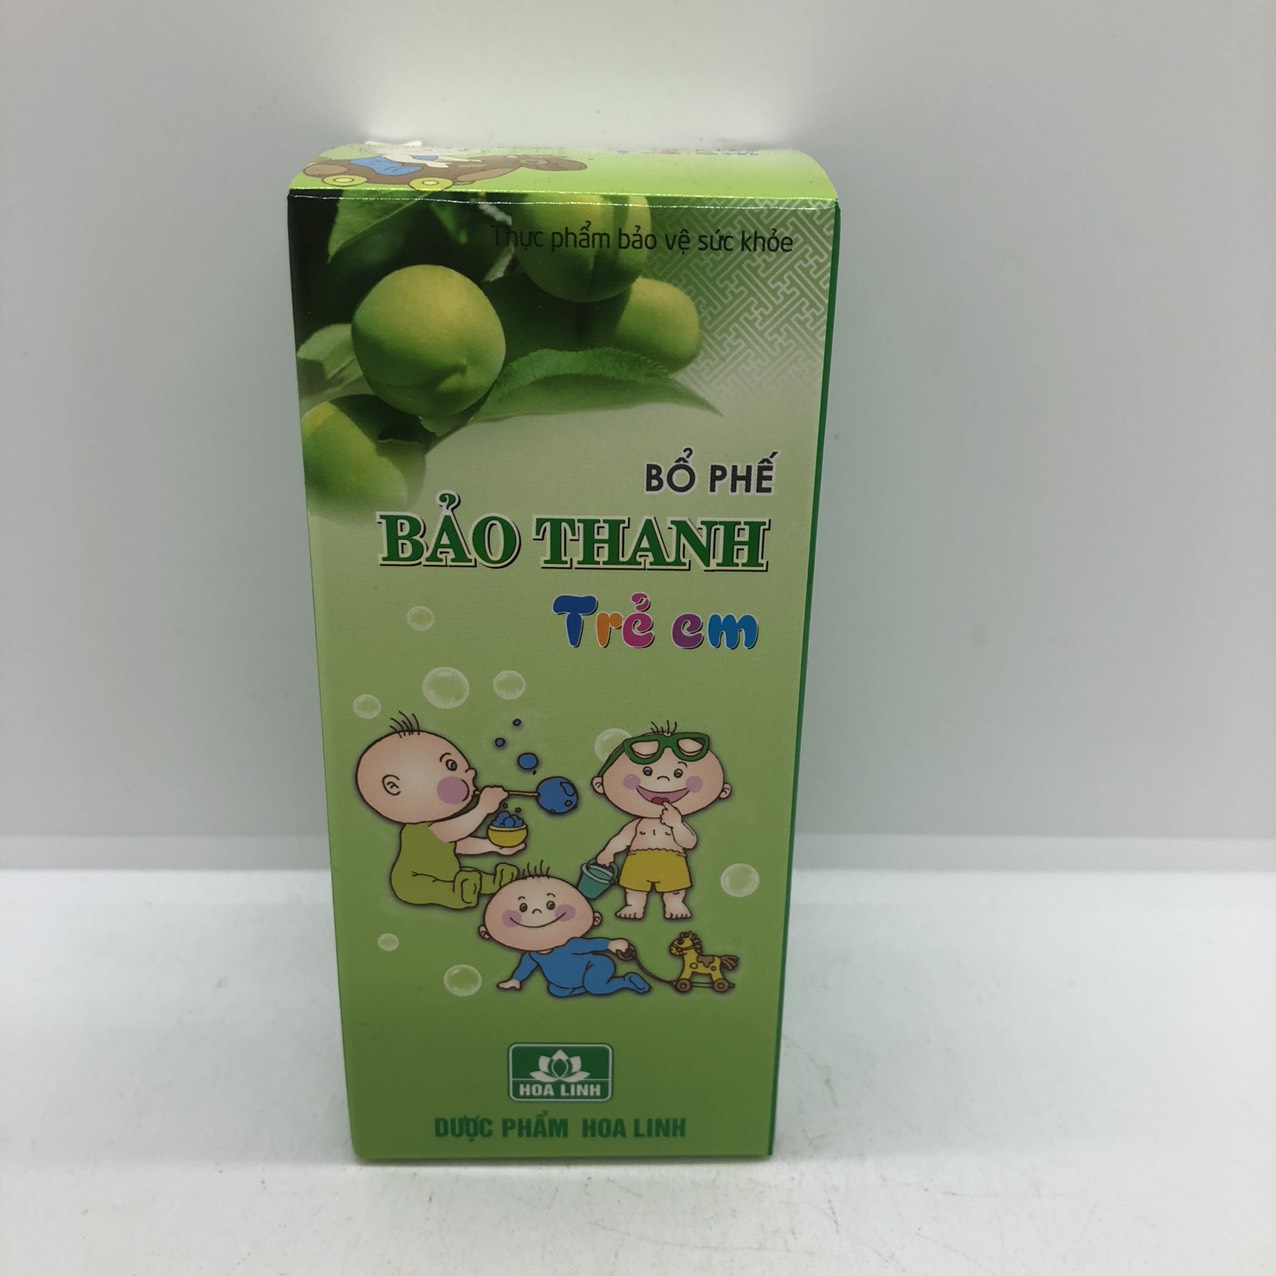 Thực phẩm bảo vệ sức khỏe
BỔ PHẾ
BẢO THANH
Trẻ em
HOA LINH
DƯỢC PHẨM HOA LINH